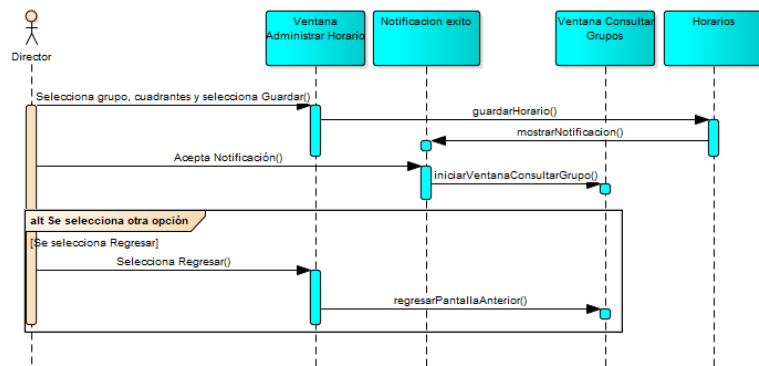 Ventana
Administrar Horario
Notificacion exito
Ventana Consultar
Grupos
Horarios
Director
Selecciona grupo, cuadrantes y selecciona Guardar()
guardarHorario()
mostrarNotificacion()
Acepta Notificación()
iniciarVentanaConsultarGrupo()
alt Se selecciona otra opción
[Se selecciona Regresar]
Selecciona Regresar()
regresarPantallaAnterior()